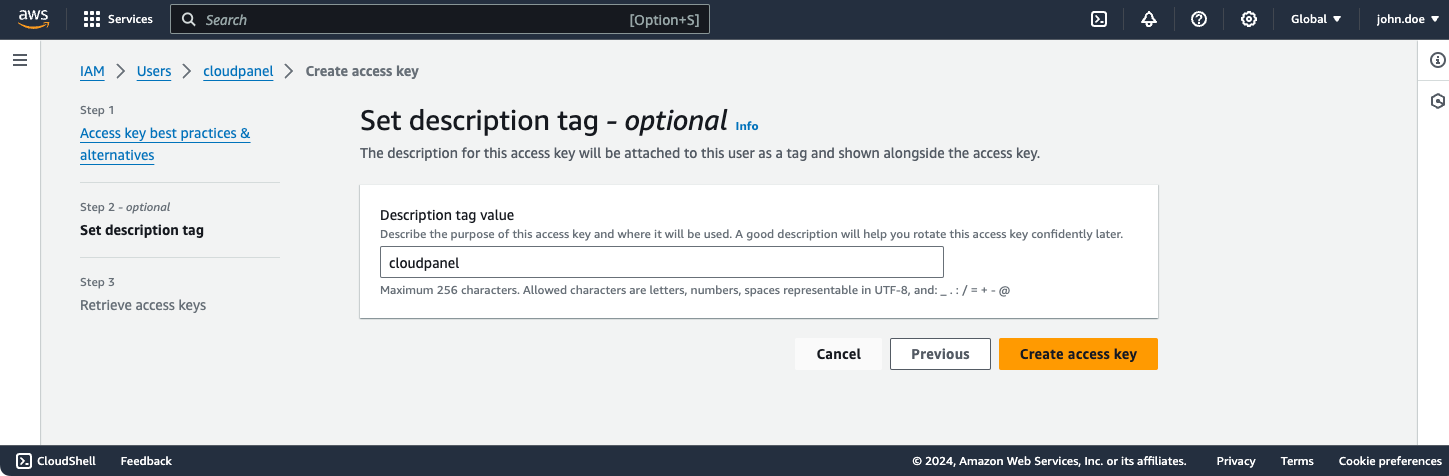 aws
Services
Search
[Option+S]
Global
john.doe
IAM
Users
cloudpanel
Create access key
Step 1
Access key best practices &
alternatives
Step 2 - optional
Set description tag
Step 3
Retrieve access keys
Set description tag - optional Info
The description for this access key will be attached to this user as a tag and shown alongside the access key.
Description tag value
Describe the purpose of this access key and where it will be used. A good description will help you rotate this access key confidently later.
cloudpanel
Maximum 256 characters. Allowed characters are letters, numbers, spaces representable in UTF-8, and: _ . : / = + - @
Cancel
Previous
Create access key
CloudShell
Feedback
© 2024, Amazon Web Services, Inc. or its affiliates.
Privacy
Terms
Cookie preferences